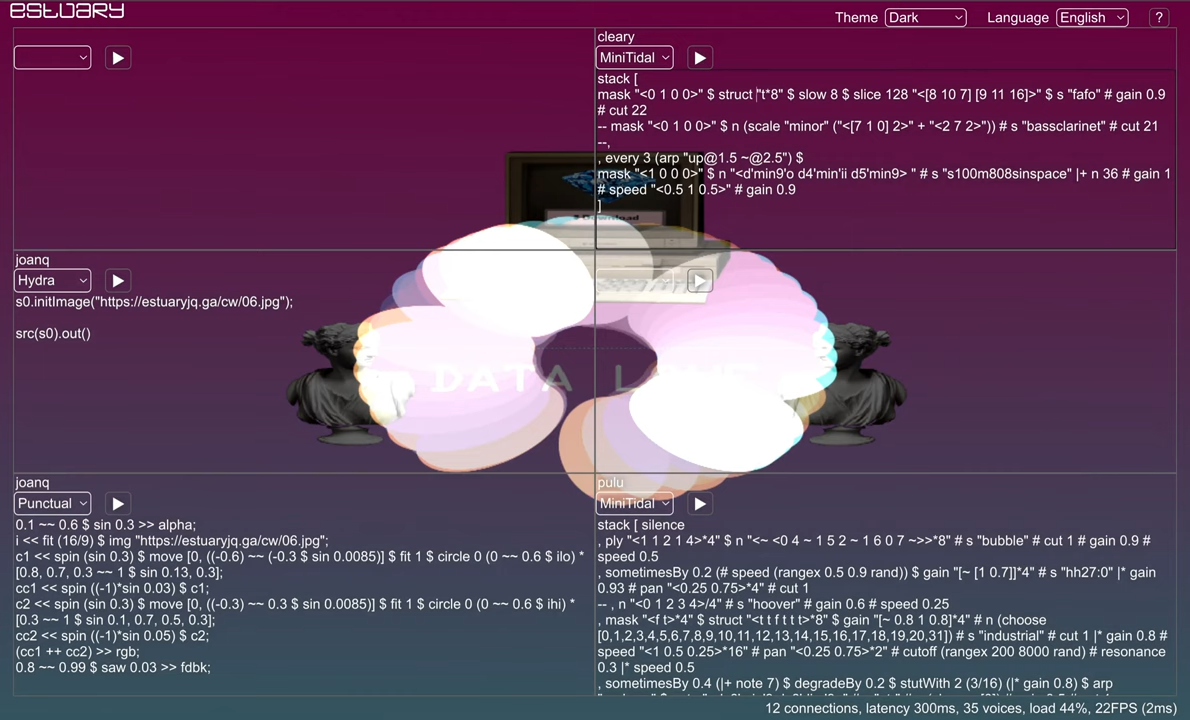 estuary
Theme Dark Language English ?
cleary
MiniTidal
stack [
mask "<0 1 0 0>" $ struct "t*8" $ slow 8 $ slice 128 "<[8 10 7] [9 11 16]>" $ s "fafo" # gain 0.9
# cut 22
-- mask "<0 1 0 0>" $ n (scale "minor" ("<[7 1 0] 2>" + "<2 7 2>")) # s "bassclarinet" # cut 21
--,
, every 3 (arp "up@1.5 ~@2.5") $
mask "<1 0 0 0>" $ n "<d'min9'o d4'min'ii d5'min9> " # s "s100m808sinspace" |+ n 36 # gain 1
# speed "<0.5 1 0.5>" # gain 0.9
]
Download
joanq
Hydra
s0.initImage("https://estuaryjq.ga/cw/06.jpg");
src(s0).out()
DATA
joanq
Punctual
0.1 ~~ 0.6 $ sin 0.3 >> alpha;
i << fit (16/9) $ img "https://estuaryjq.ga/cw/06.jpg";
c1 << spin (sin 0.3) $ move [0, ((-0.6) ~~ (-0.3 $ sin 0.0085)] $ fit 1 $ circle 0 (0 ~~ 0.6 $ ilo) *
[0.8, 0.7, 0.3 ~~ 1 $ sin 0.13, 0.3];
cc1 << spin ((-1)*sin 0.03) $ c1;
c2 << spin (sin 0.3) $ move [0, ((-0.3) ~~ 0.3 $ sin 0.0085)] $ fit 1 $ circle 0 (0 ~~ 0.6 $ ihi) *
[0.3 ~~ 1 $ sin 0.1, 0.7, 0.5, 0.3];
cc2 << spin ((-1)*sin 0.05) $ c2;
(cc1 ++ cc2) >> rgb;
0.8 ~~ 0.99 $ saw 0.03 >> fdbk;
pulu
MiniTidal
stack [ silence
, ply "<1 1 2 1 4>*4" $ n "<~ <0 4 ~ 1 5 2 ~ 1 6 0 7 ~>>*8" # s "bubble" # cut 1 # gain 0.9 #
speed 0.5
, sometimesBy 0.2 (# speed (rangex 0.5 0.9 rand)) $ gain "[~ [1 0.7]]*4" # s "hh27:0" |* gain
0.93 # pan "<0.25 0.75>*4" # cut 1
-- , n "<0 1 2 3 4>/4" # s "hoover" # gain 0.6 # speed 0.25
, mask "<f t>*4" $ struct "<t t f t t t>*8" $ gain "[~ 0.8 1 0.8]*4" # n (choose
[0,1,2,3,4,5,6,7,8,9,10,11,12,13,14,15,16,17,18,19,20,31]) # s "industrial" # cut 1 |* gain 0.8 #
speed "<1 0.5 0.25>*16" # pan "<0.25 0.75>*2" # cutoff (rangex 200 8000 rand) # resonance
0.3 |* speed 0.5
, sometimesBy 0.4 (|+ note 7) $ degradeBy 0.2 $ stutWith 2 (3/16) (|* gain 0.8) $ arp
12 connections, latency 300ms, 35 voices, load 44%, 22FPS (2ms)